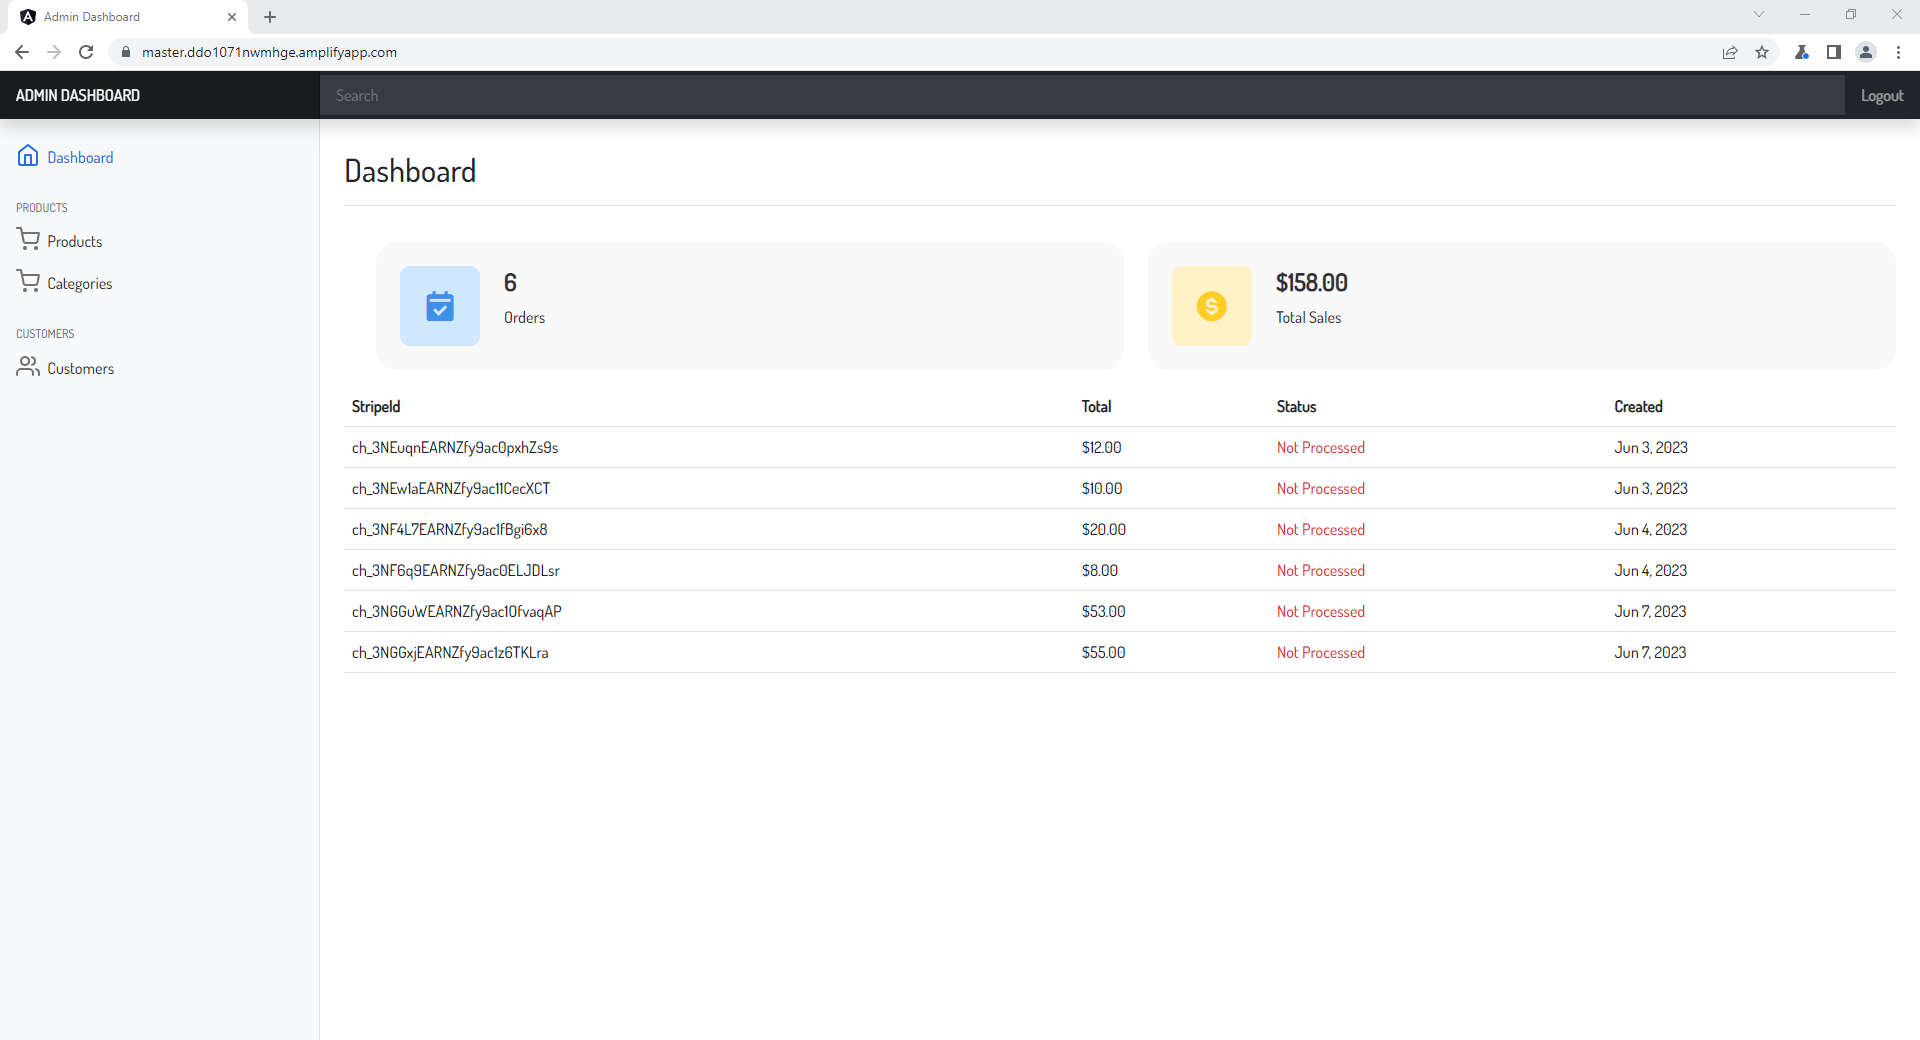 Admin Dashboard
master.ddo1071nwmhge.amplifyapp.com
ADMIN DASHBOARD Search Logout
Dashboard
PRODUCTS
Products
Categories
CUSTOMERS
Customers
Dashboard
6
Orders
$158.00
Total Sales
StripeId Total Status Created
ch_3NEuqnEARNZfy9ac0pxhZs9s $12.00 Not Processed Jun 3, 2023
ch_3NEw1aEARNZfy9ac11CecXCT $10.00 Not Processed Jun 3, 2023
ch_3NF4L7EARNZfy9ac1fBgi6x8 $20.00 Not Processed Jun 4, 2023
ch_3NF6q9EARNZfy9ac0ELJDLsr $8.00 Not Processed Jun 4, 2023
ch_3NGGuWEARNZfy9ac1OfvaqAP $53.00 Not Processed Jun 7, 2023
ch_3NGGxjEARNZfy9ac1z6TKLra $55.00 Not Processed Jun 7, 2023